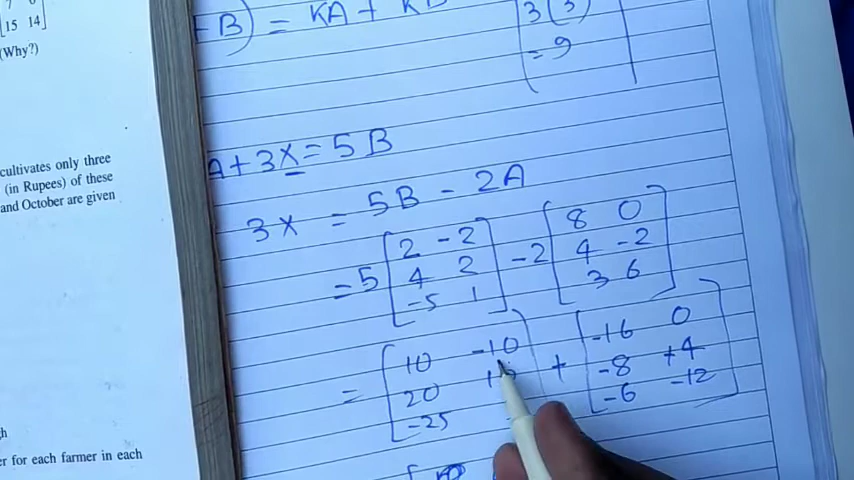 15 14
(Why?)
cultivates only three
(in Rupees) of these
and October are given
er for each farmer in each
B) = KA + K
3(3)
= 9
A + 3X = 5B
3X = 5B - 2A
= 5 [ 2 -2 ] - 2 [ 8 0 ]
4 2 4 -2
-5 1 3 6
= [ 10 -10 ] + [ -16 0 ]
20 -8 +4
-25 -6 -12